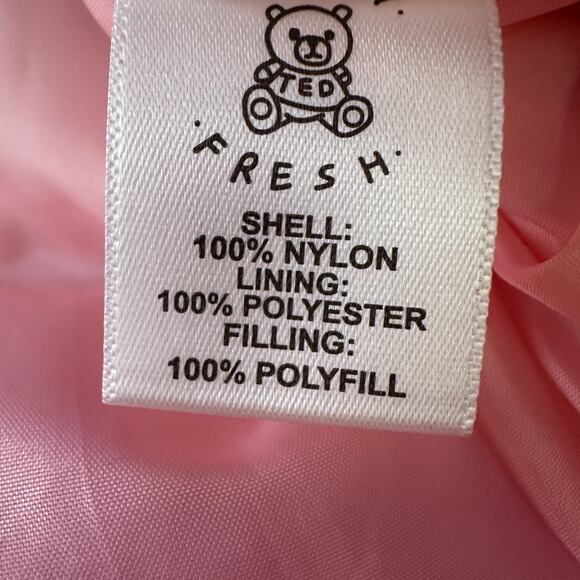 TED
·FRESH·
SHELL:
100% NYLON
LINING:
100% POLYESTER
FILLING:
100% POLYFILL